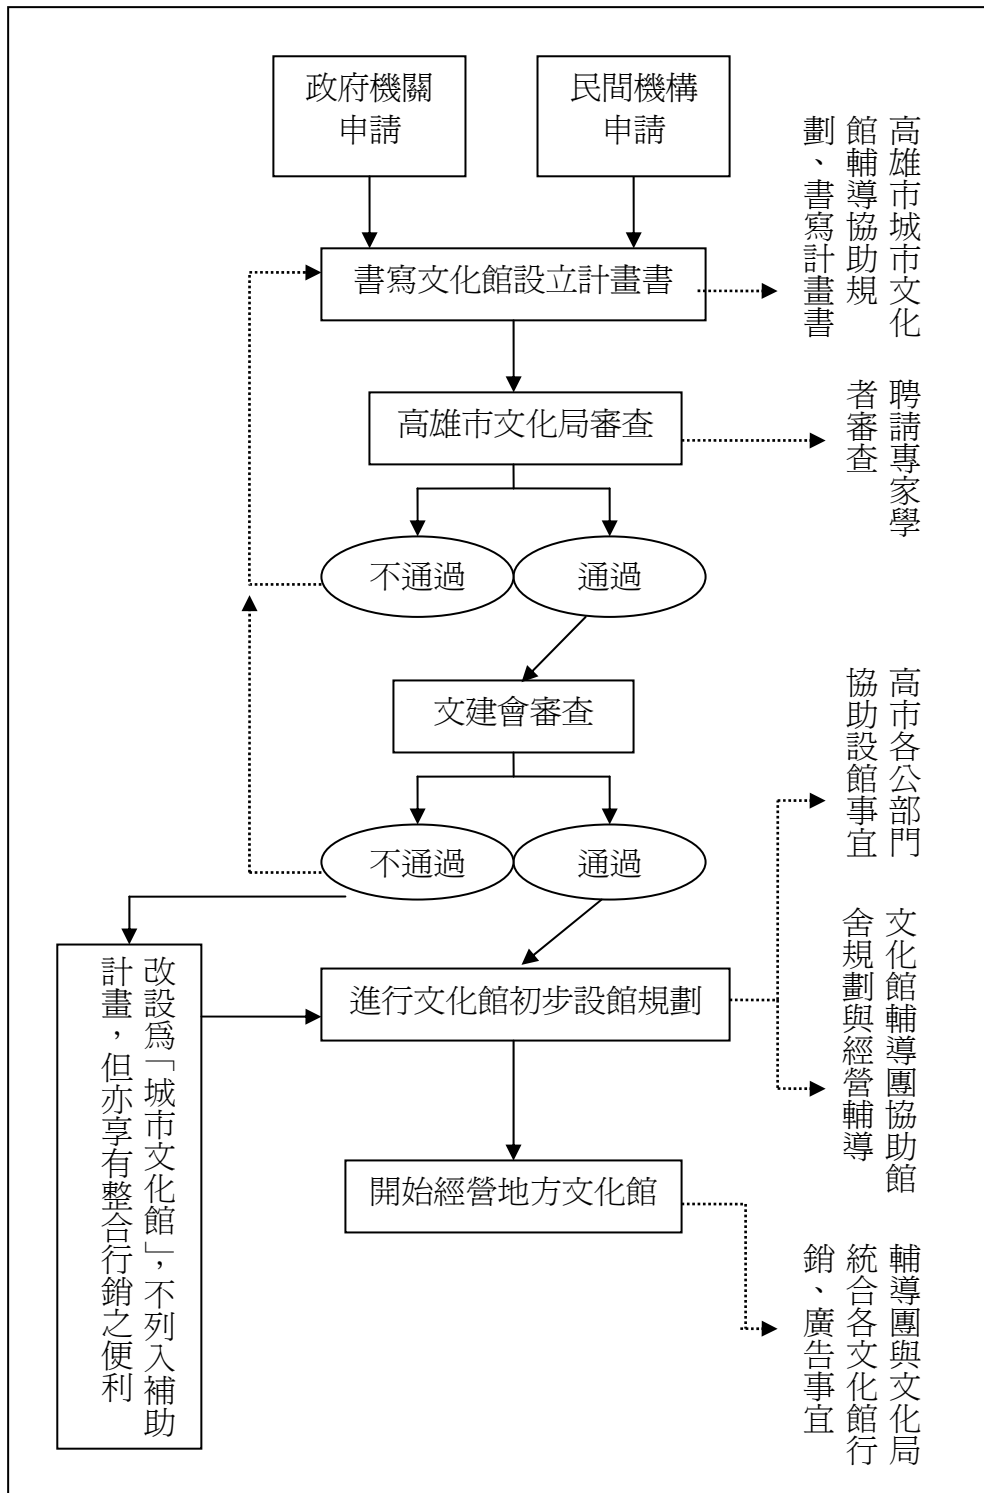 政府機關
申請
民間機構
申請
高雄市城市文化
館輔導協助規
劃、書寫計畫書
書寫文化館設立計畫書
高雄市文化局審查
聘請專家學
者審查
不通過
通過
文建會審查
高市各公部門
協助設館事宜
不通過
通過
改設為「城市文化館」，不列入補助
計畫，但亦享有整合行銷之便利
進行文化館初步設館規劃
文化館輔導團協助館
舍規劃與經營輔導
開始經營地方文化館
輔導團與文化局
統合各文化館行
銷、廣告事宜